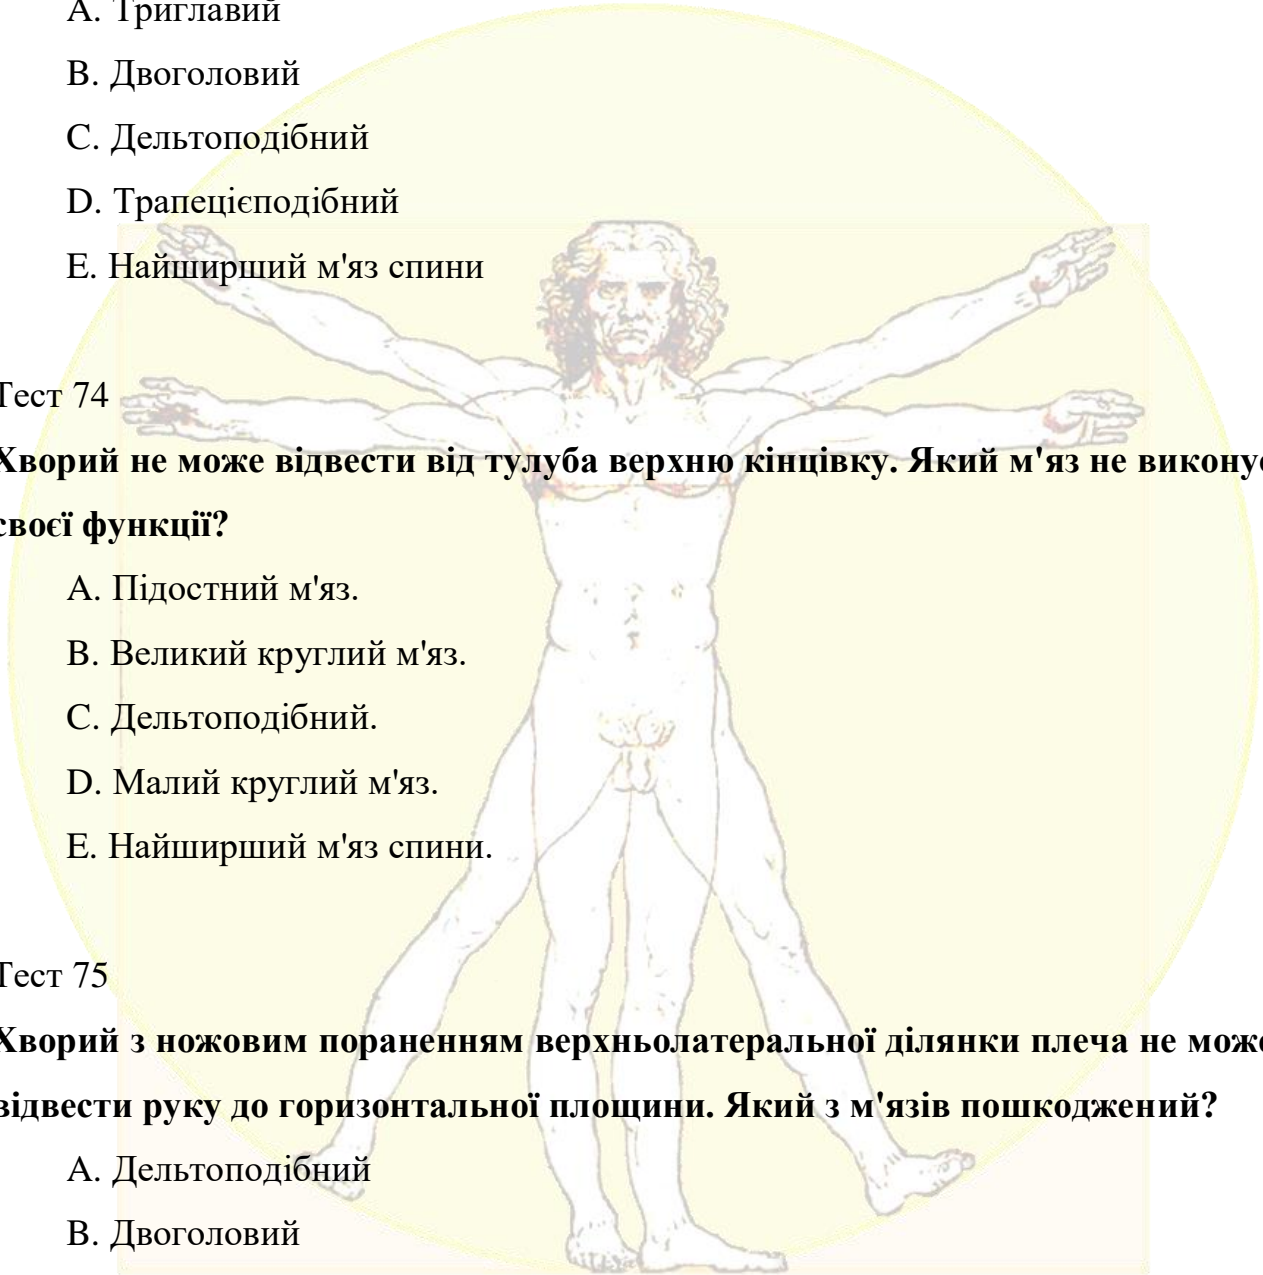 A. Триглавий
B. Двоголовий
C. Дельтоподібний
D. Трапецієподібний
E. Найширший м'яз спини
Тест 74
Хворий не може відвести від тулуба верхню кінцівку. Який м'яз не виконує
своєї функції?
A. Підостний м'яз.
B. Великий круглий м'яз.
C. Дельтоподібний.
D. Малий круглий м'яз.
E. Найширший м'яз спини.
Тест 75
Хворий з ножовим пораненням верхньолатеральної ділянки плеча не може
відвести руку до горизонтальної площини. Який з м'язів пошкоджений?
A. Дельтоподібний
B. Двоголовий